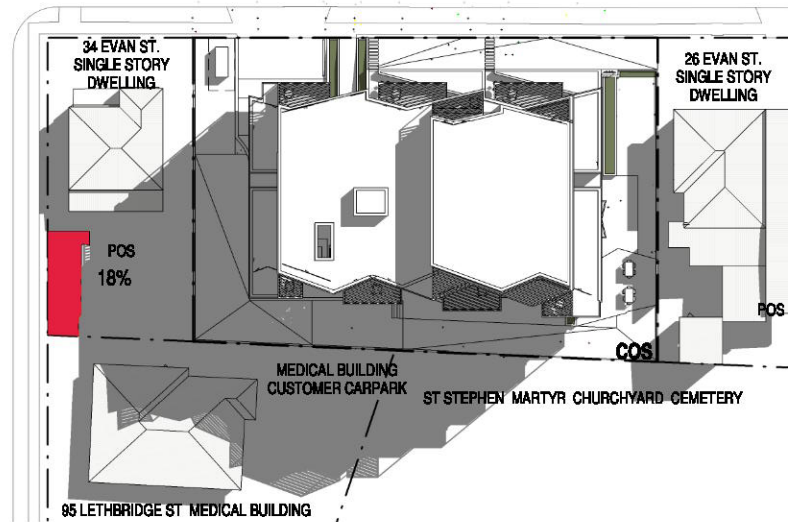 34 EVAN ST.
SINGLE STORY
DWELLING
26 EVAN ST.
SINGLE STORY
DWELLING
POS
18%
POS
COS
MEDICAL BUILDING
CUSTOMER CARPARK
ST STEPHEN MARTYR CHURCHYARD CEMETERY
95 LETHBRIDGE ST MEDICAL BUILDING